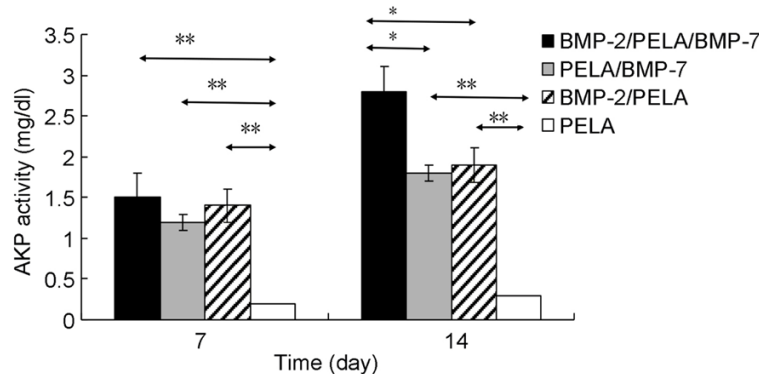 AKP activity (mg/dl)
3.5
3
2.5
2
1.5
1
0.5
0
**
**
**
*
*
**
**
BMP-2/PELA/BMP-7
PELA/BMP-7
BMP-2/PELA
PELA
7
14
Time (day)